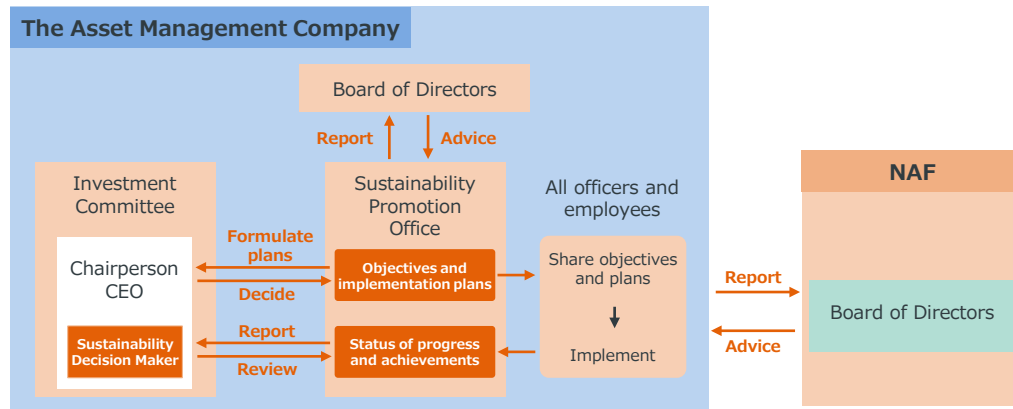 The Asset Management Company
Board of Directors
Report
Advice
Investment
Committee
Chairperson
CEO
Sustainability
Decision Maker
Formulate
plans
Decide
Report
Review
Sustainability
Promotion
Office
Objectives and
implementation plans
Status of progress
and achievements
All officers and
employees
Share objectives
and plans
Implement
Report
Advice
NAF
Board of Directors